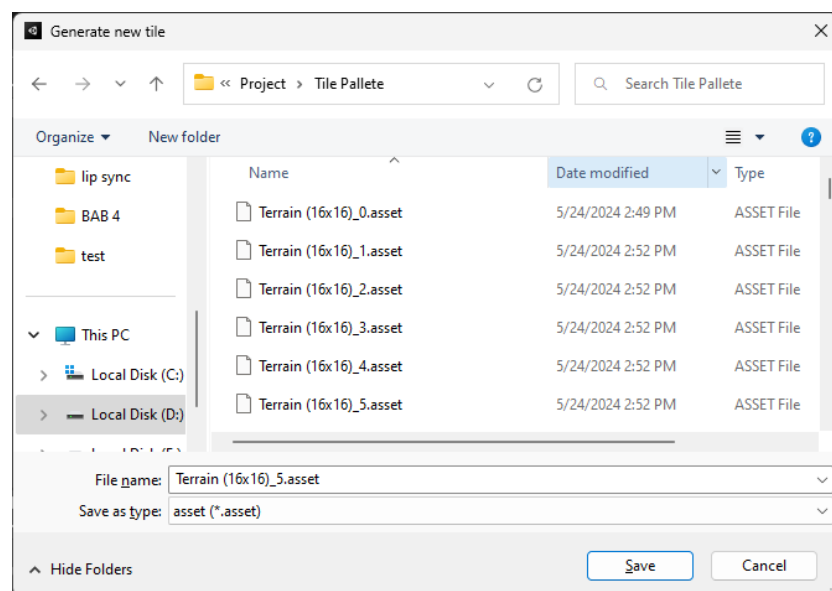 Generate new tile
« Project > Tile Pallete
Search Tile Pallete
Organize
New folder
Name Date modified Type
lip sync
BAB 4
test
This PC
Local Disk (C:)
Local Disk (D:)
Terrain (16x16)_0.asset 5/24/2024 2:49 PM ASSET File
Terrain (16x16)_1.asset 5/24/2024 2:52 PM ASSET File
Terrain (16x16)_2.asset 5/24/2024 2:52 PM ASSET File
Terrain (16x16)_3.asset 5/24/2024 2:52 PM ASSET File
Terrain (16x16)_4.asset 5/24/2024 2:52 PM ASSET File
Terrain (16x16)_5.asset 5/24/2024 2:52 PM ASSET File
File name: Terrain (16x16)_5.asset
Save as type: asset (*.asset)
Hide Folders
Save
Cancel